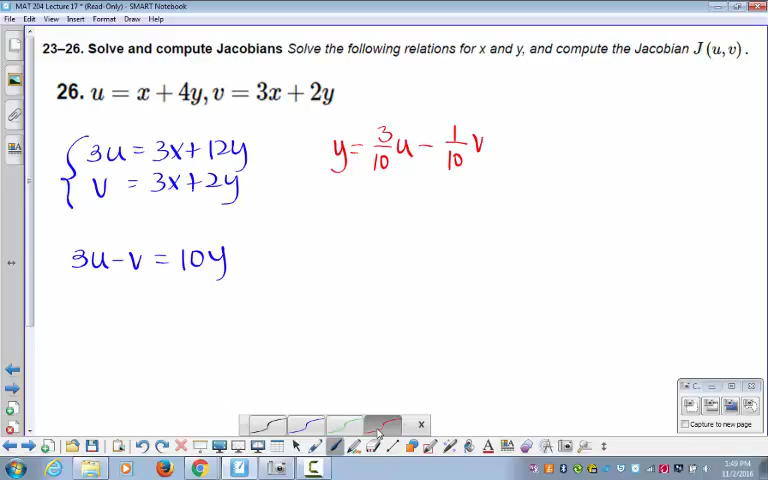 MAT 204 Lecture 17 * (Read-Only) - SMART Notebook
File Edit View Insert Format Draw Help
23–26. Solve and compute Jacobians Solve the following relations for x and y, and compute the Jacobian J(u, v).
26. u = x + 4y, v = 3x + 2y
3u = 3x + 12y
v = 3x + 2y
y = 3/10 u − 1/10 v
3u − v = 10y
Capture to new page
3:49 PM
11/2/2016